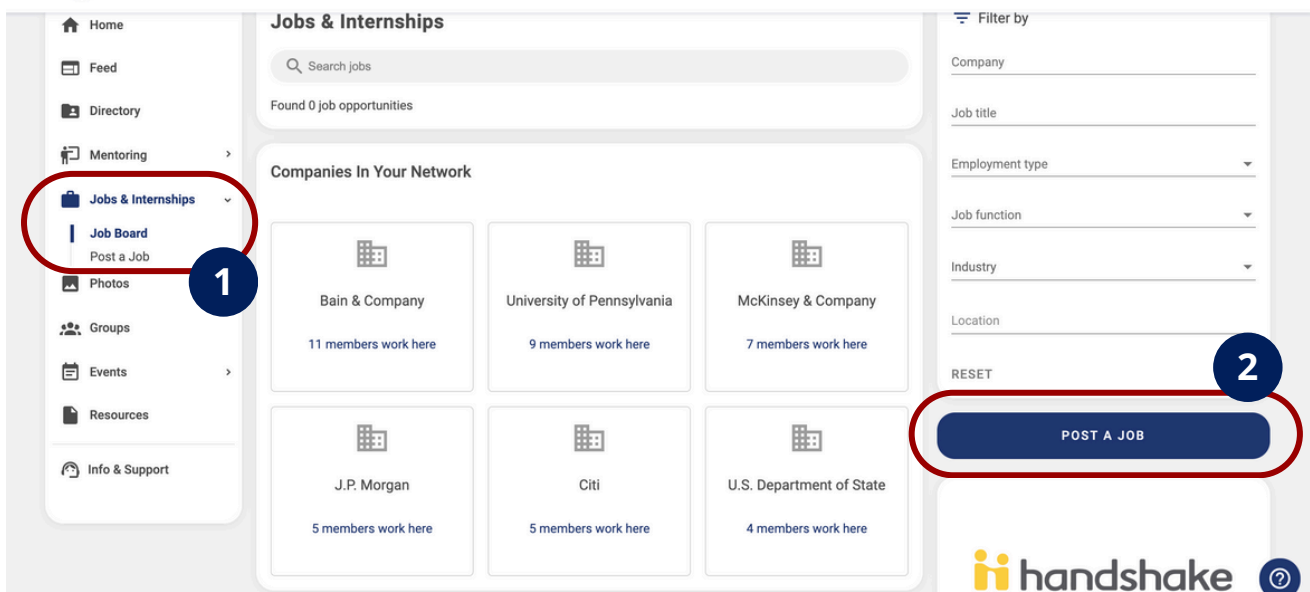 Home
Feed
Directory
Mentoring
Jobs & Internships
Job Board
Post a Job
1
Photos
Groups
Events
Resources
Info & Support
Jobs & Internships
Search jobs
Found 0 job opportunities
Companies In Your Network
Bain & Company
11 members work here
University of Pennsylvania
9 members work here
McKinsey & Company
7 members work here
J.P. Morgan
5 members work here
Citi
5 members work here
U.S. Department of State
4 members work here
Filter by
Company
Job title
Employment type
Job function
Industry
Location
RESET
2
POST A JOB
handshake
?